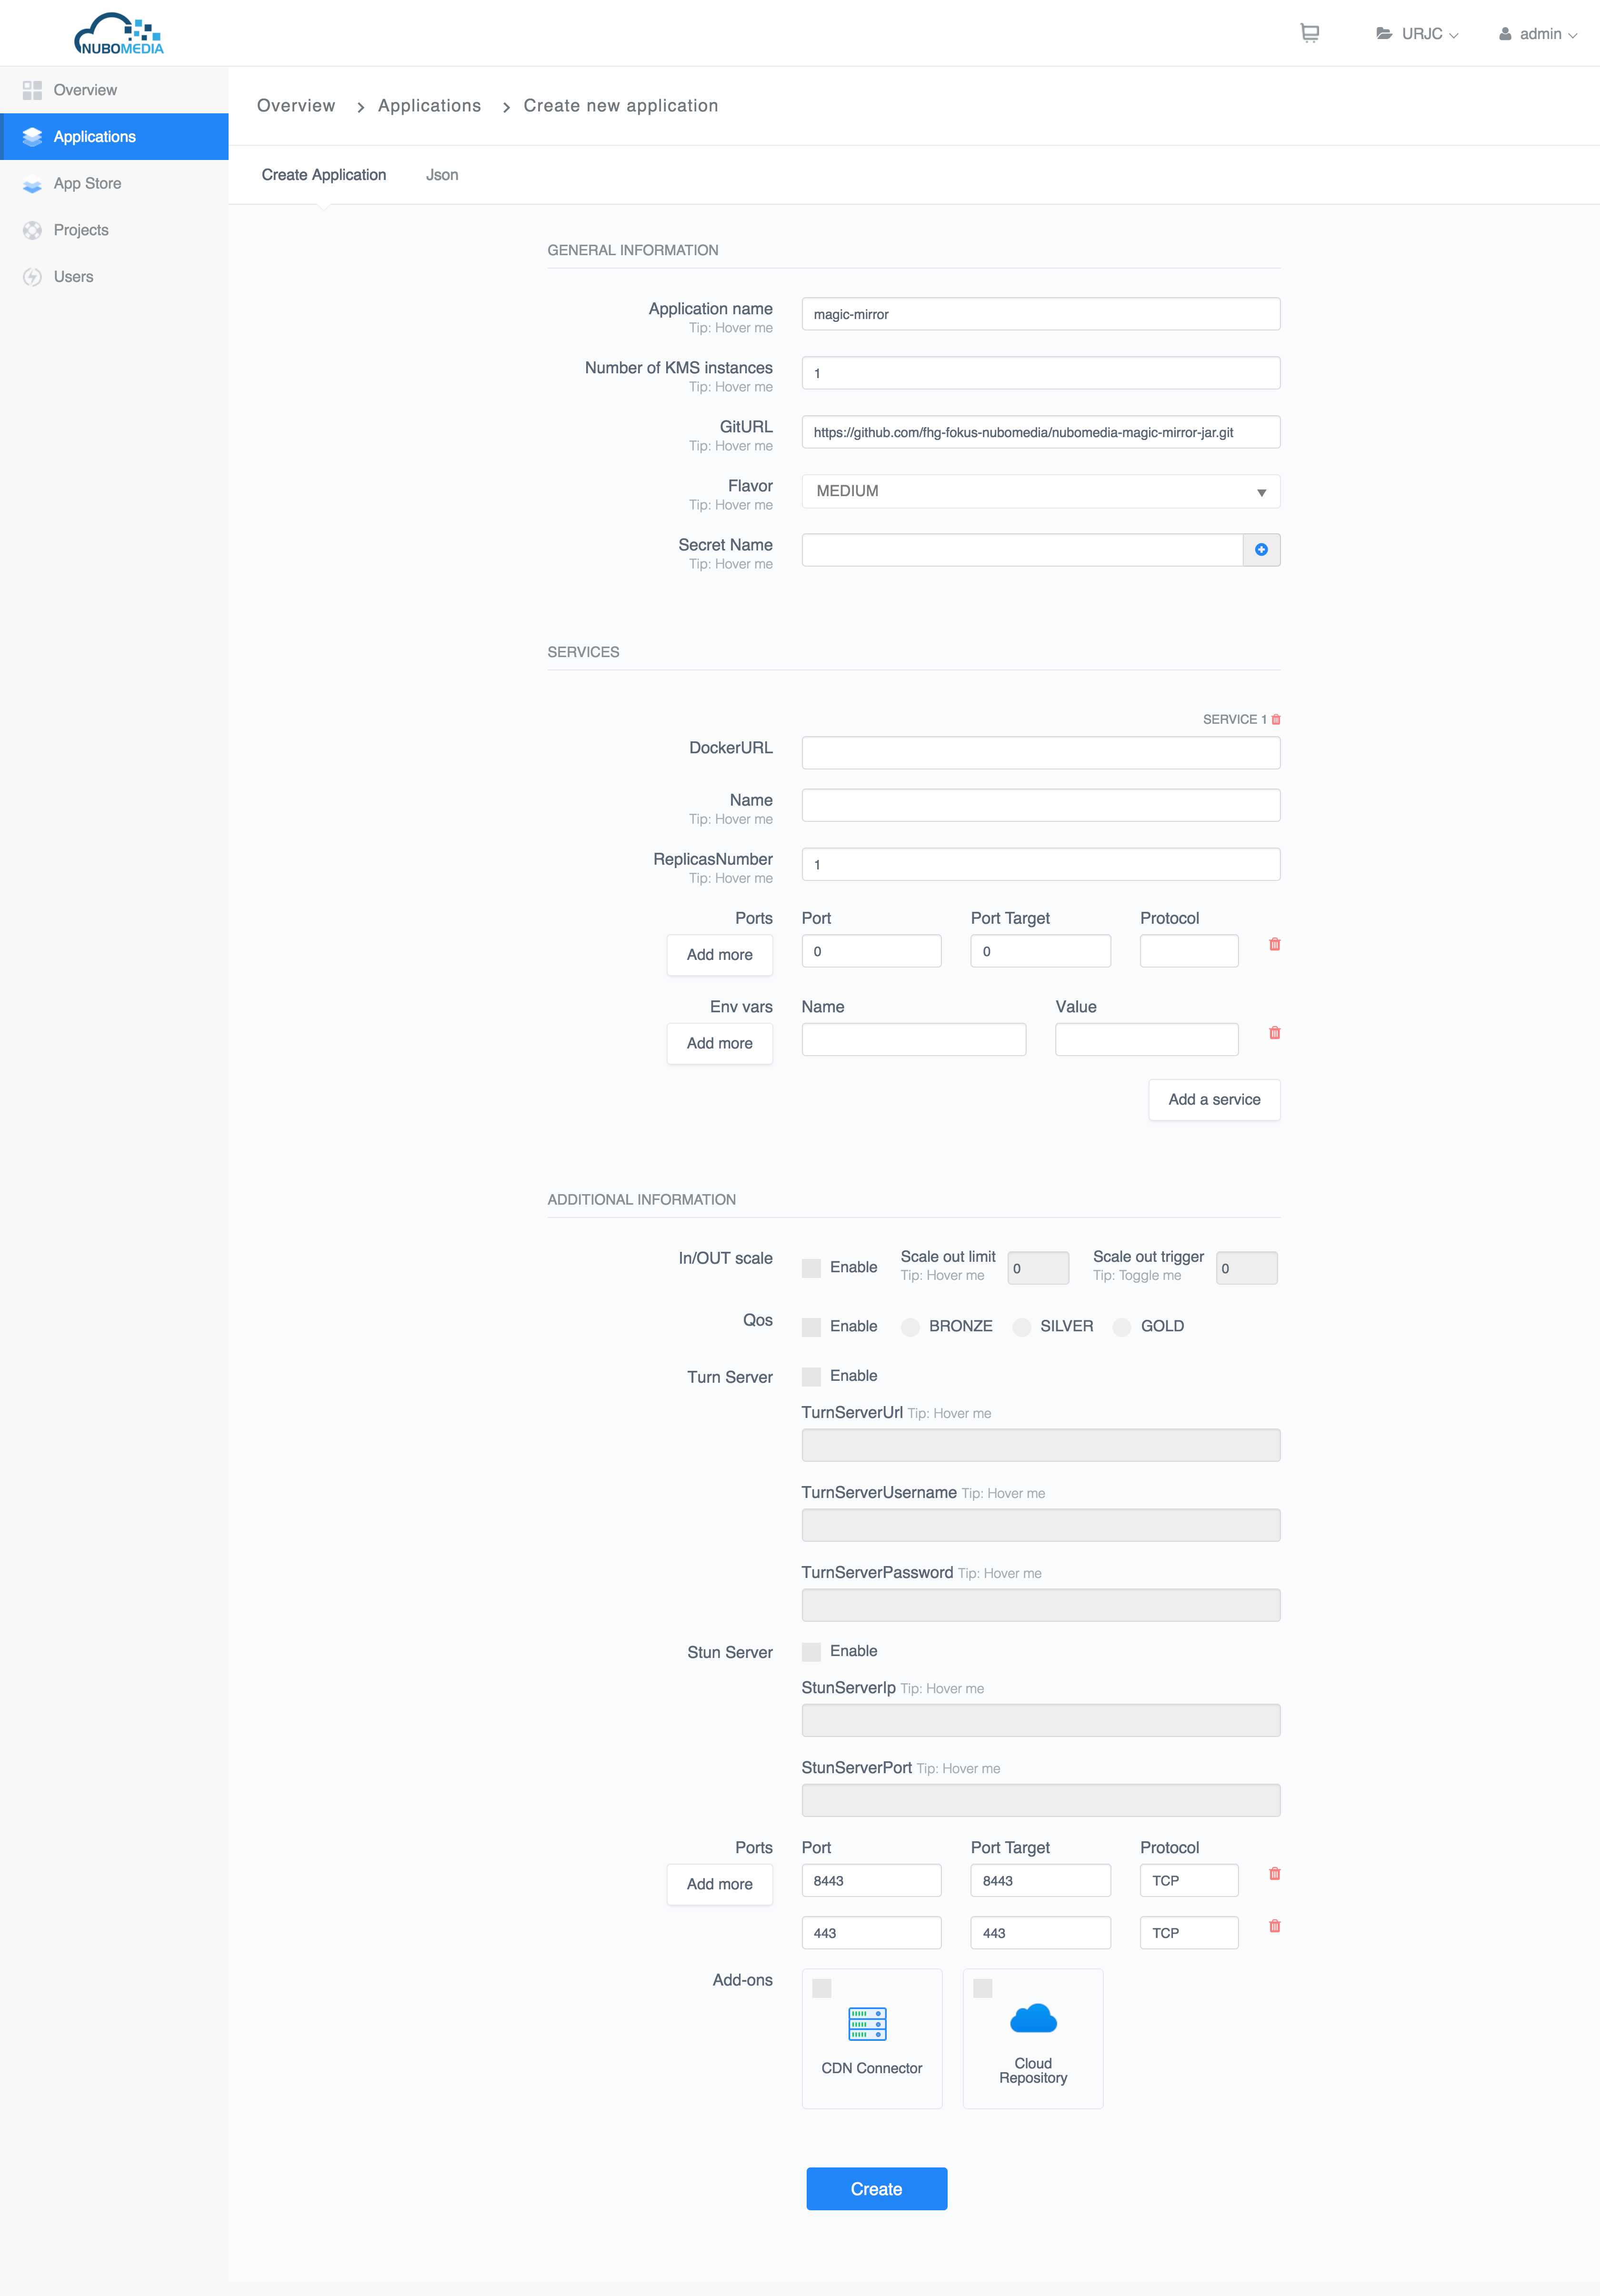 NUBOMEDIA
URJC
admin
Overview
Applications
App Store
Projects
Users
Overview > Applications > Create new application
Create Application Json
GENERAL INFORMATION
Application name
Tip: Hover me
magic-mirror
Number of KMS instances
Tip: Hover me
1
GitURL
Tip: Hover me
https://github.com/fhg-fokus-nubomedia/nubomedia-magic-mirror-jar.git
Flavor
Tip: Hover me
MEDIUM
Secret Name
Tip: Hover me
SERVICES
SERVICE 1
DockerURL
Name
Tip: Hover me
ReplicasNumber
Tip: Hover me
1
Ports Port Port Target Protocol
Add more 0 0
Env vars Name Value
Add more
Add a service
ADDITIONAL INFORMATION
In/OUT scale
Enable
Scale out limit
Tip: Hover me
0
Scale out trigger
Tip: Toggle me
0
Qos Enable BRONZE SILVER GOLD
Turn Server Enable
TurnServerUrl Tip: Hover me
TurnServerUsername Tip: Hover me
TurnServerPassword Tip: Hover me
Stun Server Enable
StunServerIp Tip: Hover me
StunServerPort Tip: Hover me
Ports Port Port Target Protocol
Add more 8443 8443 TCP
443 443 TCP
Add-ons
CDN Connector
Cloud
Repository
Create